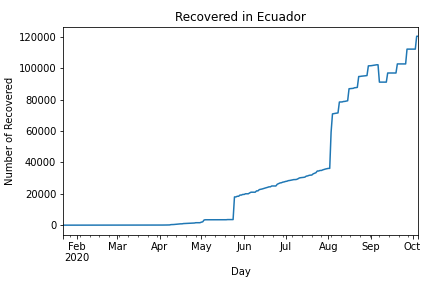 Recovered in Ecuador
120000
100000
80000
60000
40000
20000
0
Number of Recovered
Feb Mar Apr May Jun Jul Aug Sep Oct
2020
Day